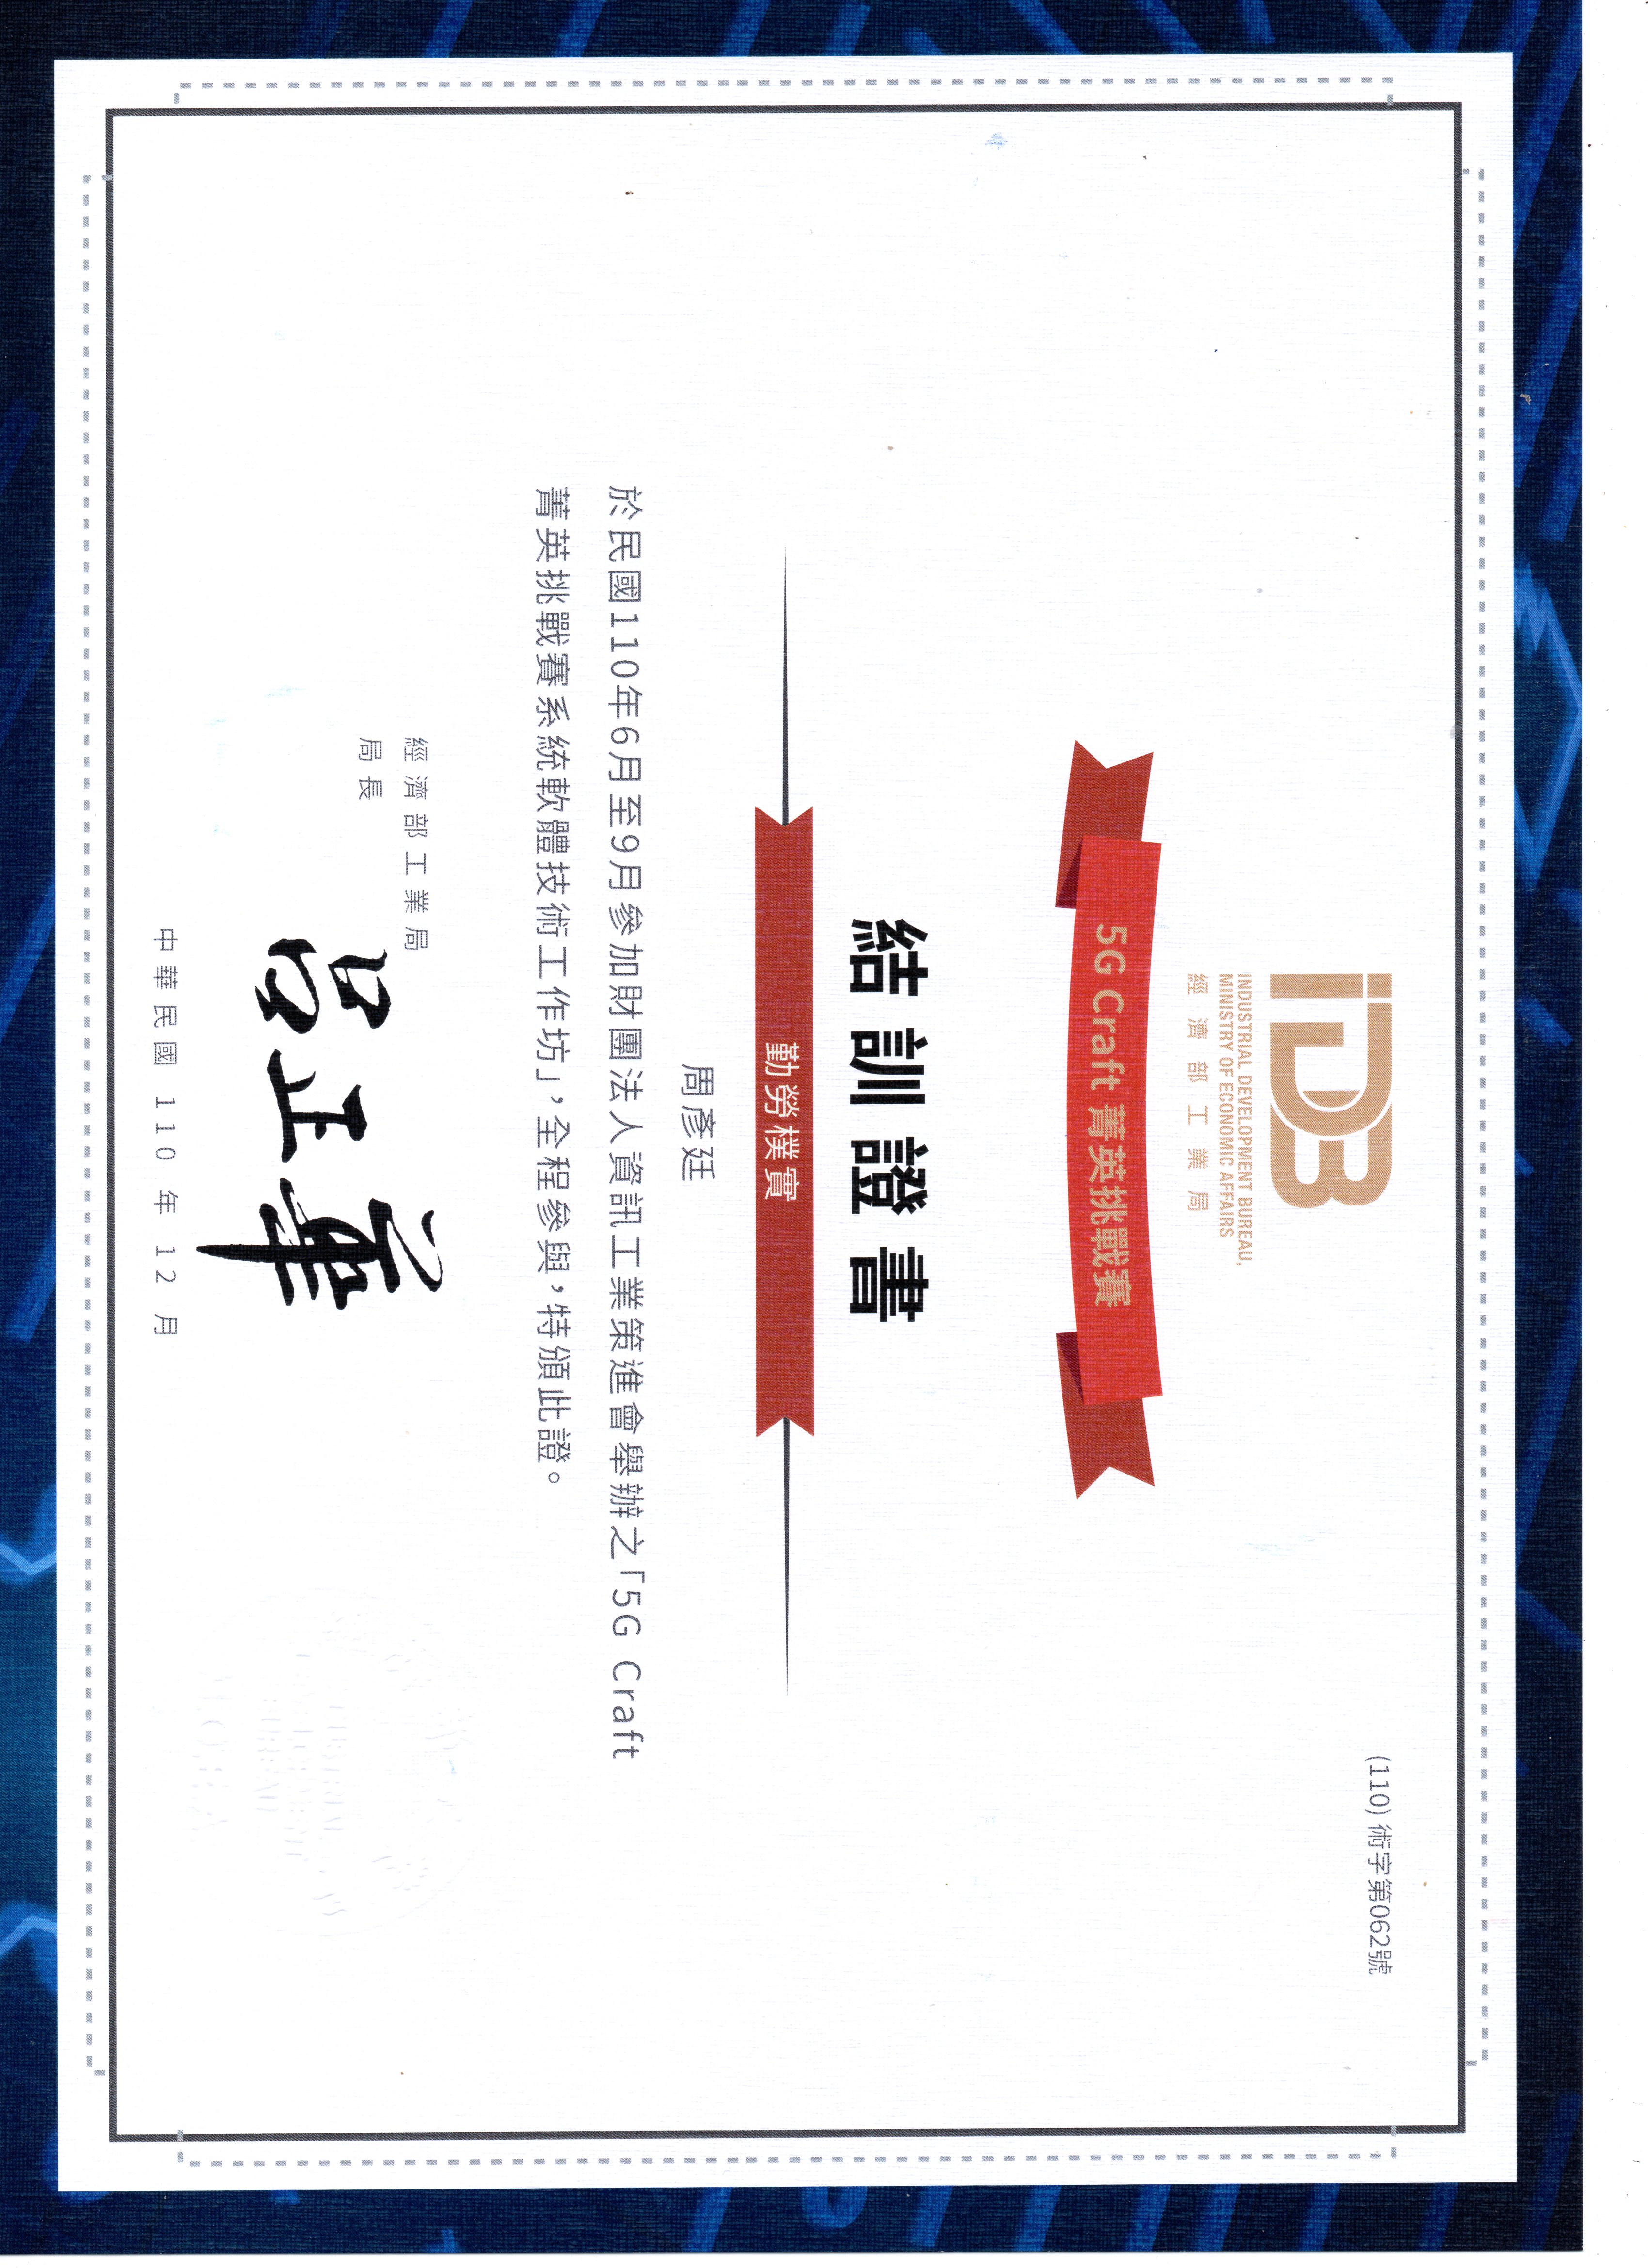 (110) 術字第062號
iDB
INDUSTRIAL DEVELOPMENT BUREAU,
MINISTRY OF ECONOMIC AFFAIRS
經濟部工業局
5G Craft 菁英挑戰賽
結訓證書
勤勞樸實
周彥廷
於民國110年6月至9月參加財團法人資訊工業策進會舉辦之「5G Craft
菁英挑戰賽系統軟體技術工作坊」，全程參與，特頒此證。
經濟部工業局
局長
呂正華
中華民國 110 年 12 月